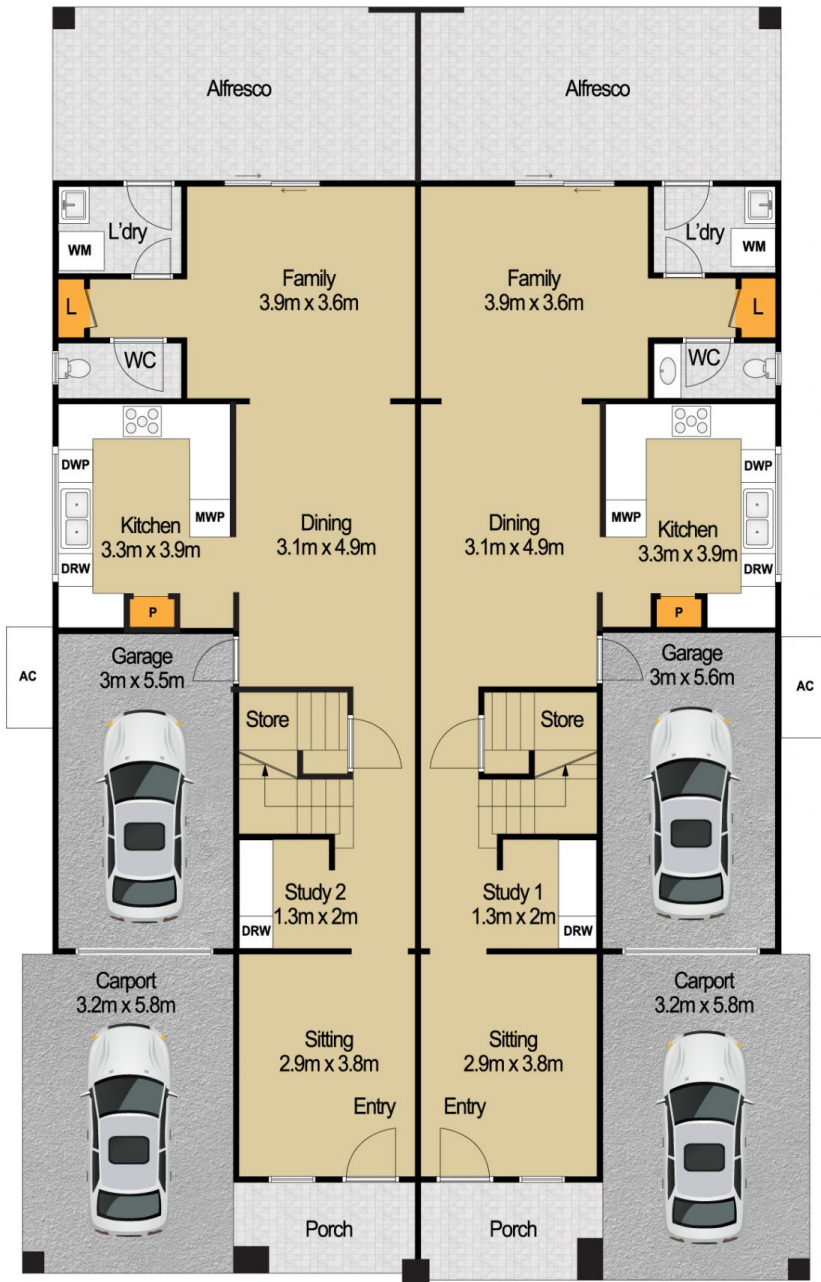 Alfresco
Alfresco
L'dry
WM
L'dry
WM
Family
3.9m x 3.6m
Family
3.9m x 3.6m
L
L
WC
WC
DWP
MWP
Kitchen
3.3m x 3.9m
DRW
P
Dining
3.1m x 4.9m
Dining
3.1m x 4.9m
DWP
MWP
Kitchen
3.3m x 3.9m
DRW
P
AC
Garage
3m x 5.5m
Garage
3m x 5.6m
AC
Store
Store
Study 2
1.3m x 2m
DRW
Study 1
1.3m x 2m
DRW
Carport
3.2m x 5.8m
Carport
3.2m x 5.8m
Sitting
2.9m x 3.8m
Sitting
2.9m x 3.8m
Entry
Entry
Porch
Porch